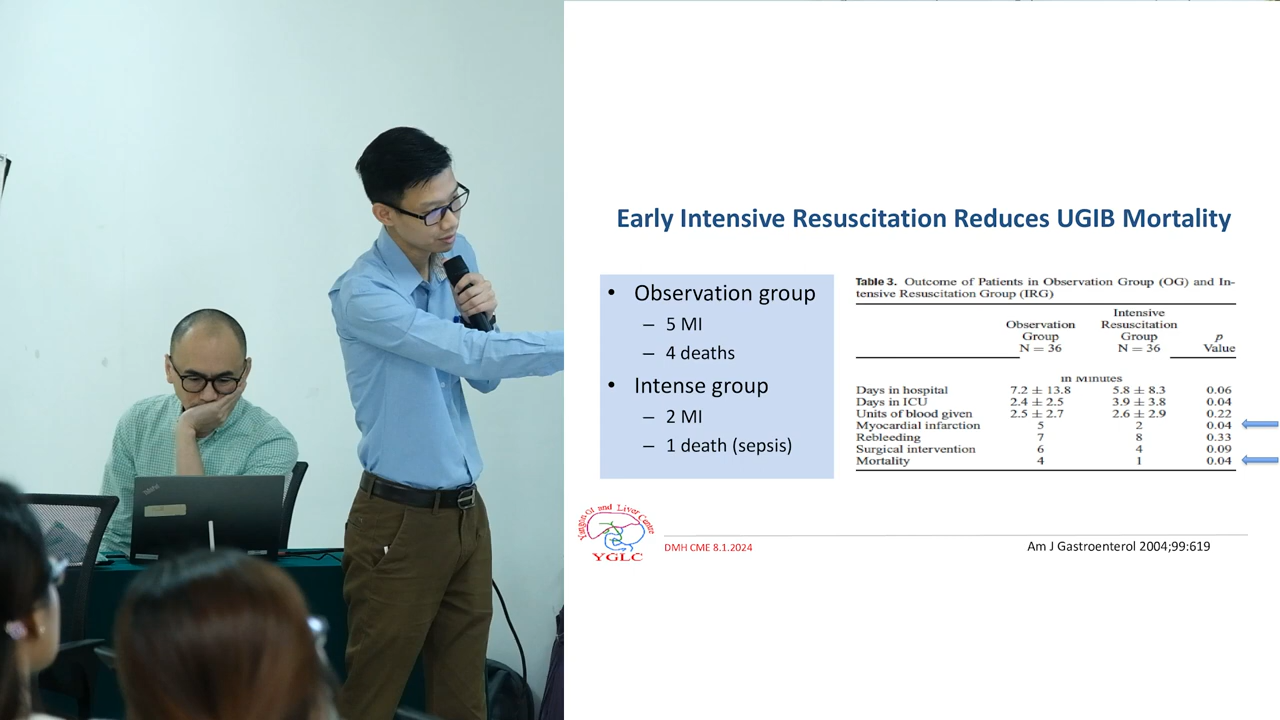 ThinkPad
Early Intensive Resuscitation Reduces UGIB Mortality
• Observation group
– 5 MI
– 4 deaths
• Intense group
– 2 MI
– 1 death (sepsis)
Table 3. Outcome of Patients in Observation Group (OG) and In-
tensive Resuscitation Group (IRG)
Observation Group N = 36
Intensive Resuscitation Group N = 36
p Value
in Minutes
Days in hospital 7.2 ± 13.8 5.8 ± 8.3 0.06
Days in ICU 2.4 ± 2.5 3.9 ± 3.8 0.04
Units of blood given 2.5 ± 2.7 2.6 ± 2.9 0.22
Myocardial infarction 5 2 0.04
Rebleeding 7 8 0.33
Surgical intervention 6 4 0.09
Mortality 4 1 0.04
Yangon GI and Liver Centre
YGLC
DMH CME 8.1.2024
Am J Gastroenterol 2004;99:619